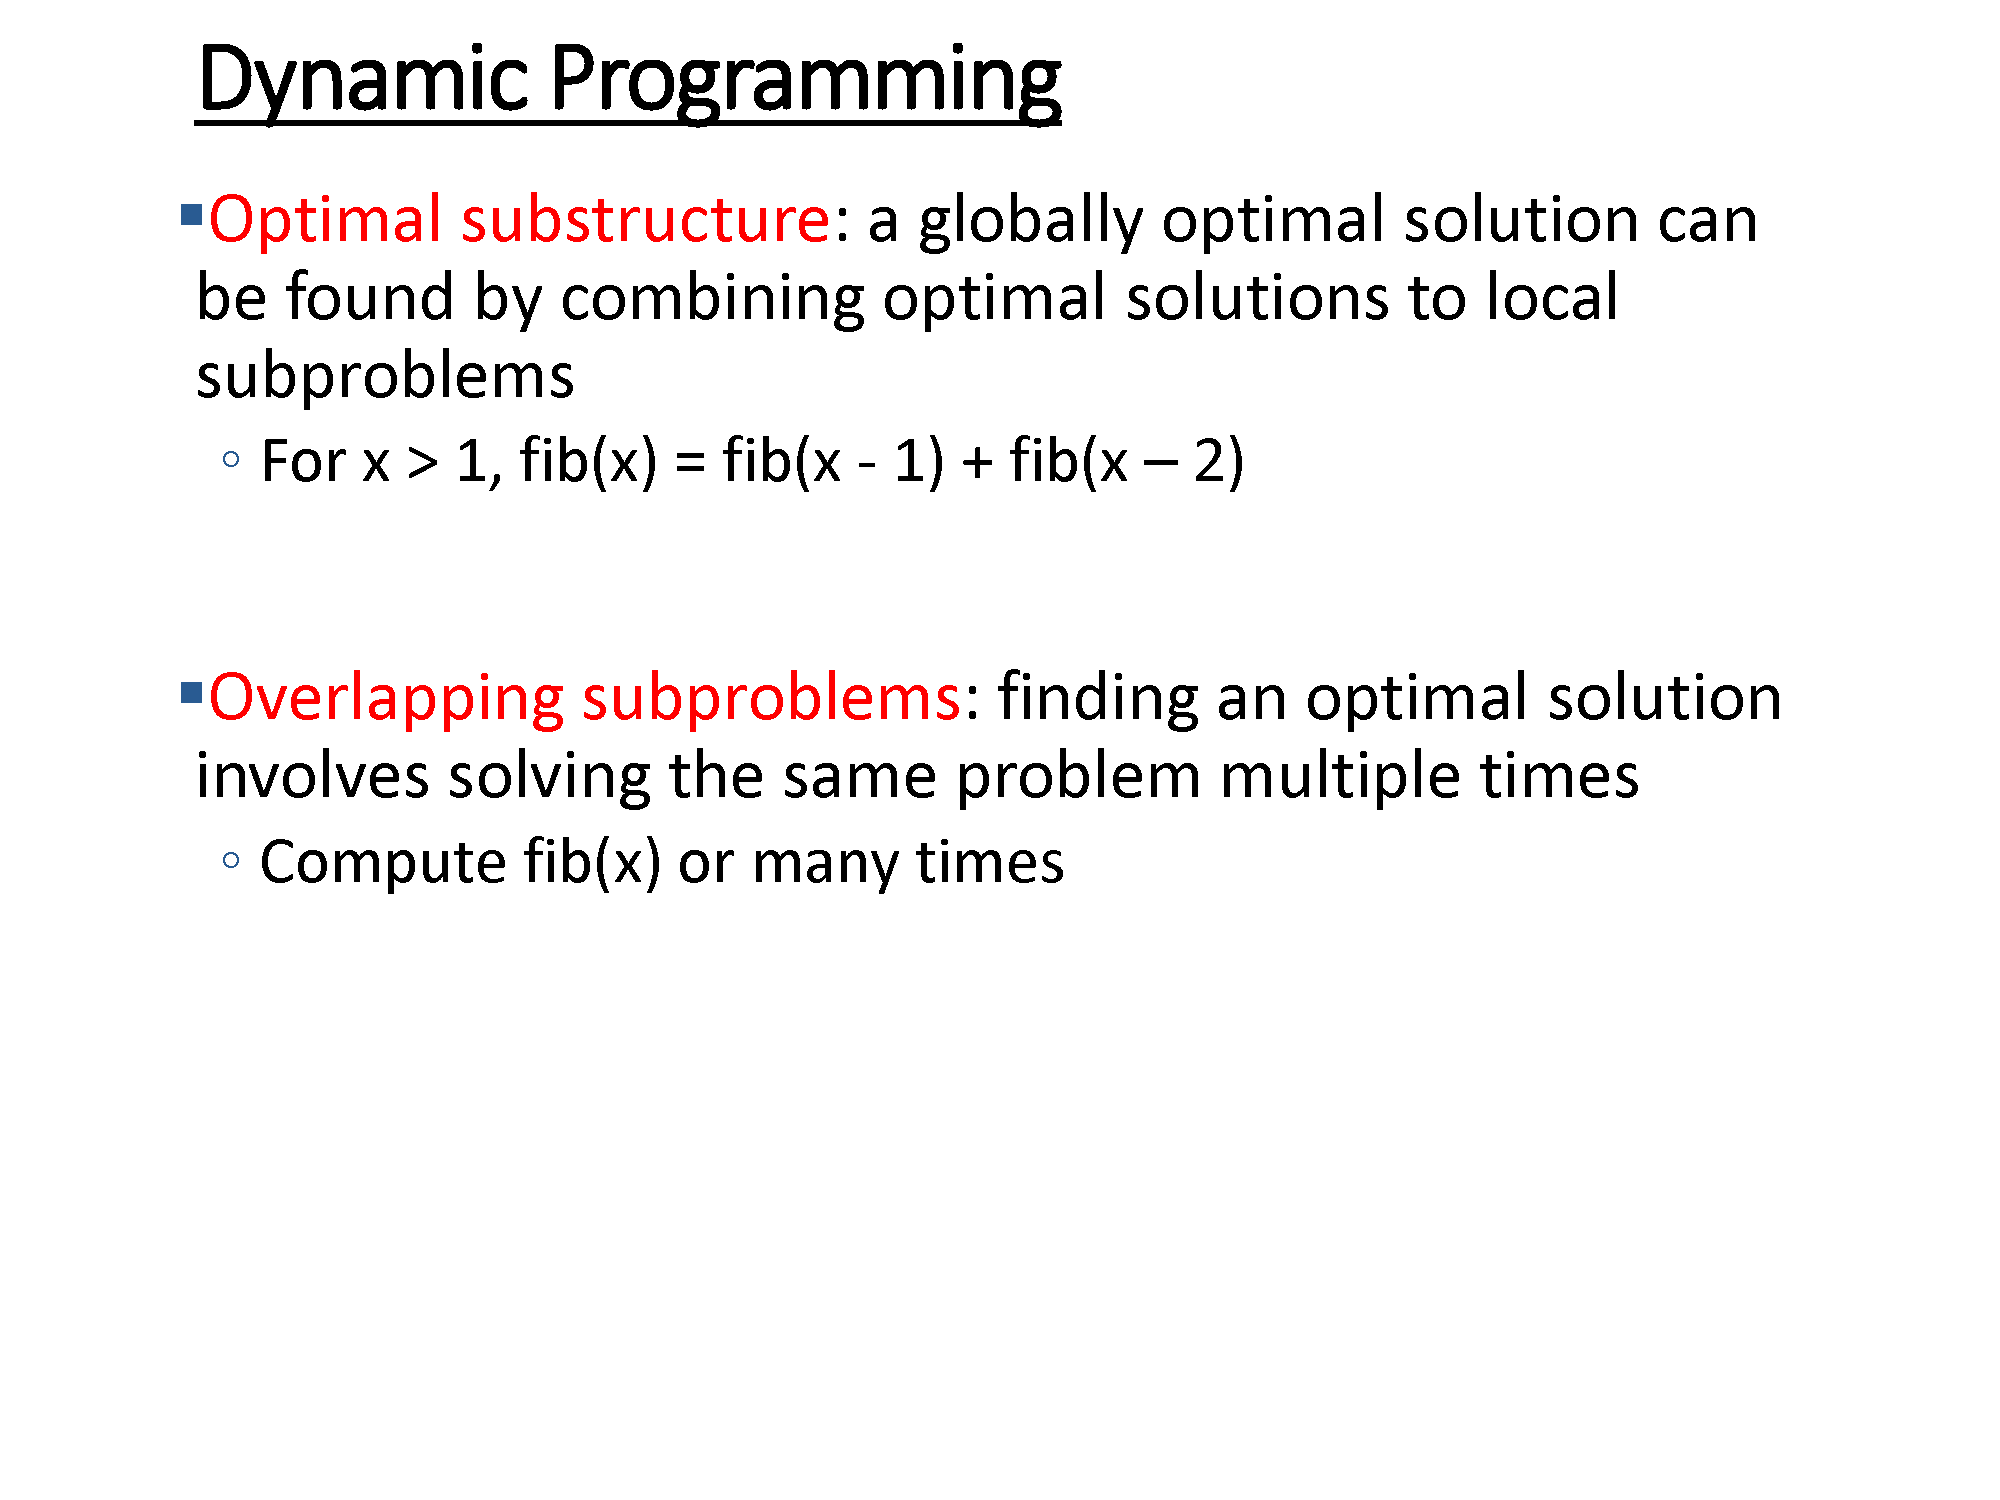 Dynamic Programming
▪Optimal substructure: a globally optimal solution can
be found by combining optimal solutions to local
subproblems
◦ For x > 1, fib(x) = fib(x - 1) + fib(x – 2)
▪Overlapping subproblems: finding an optimal solution
involves solving the same problem multiple times
◦ Compute fib(x) or many times